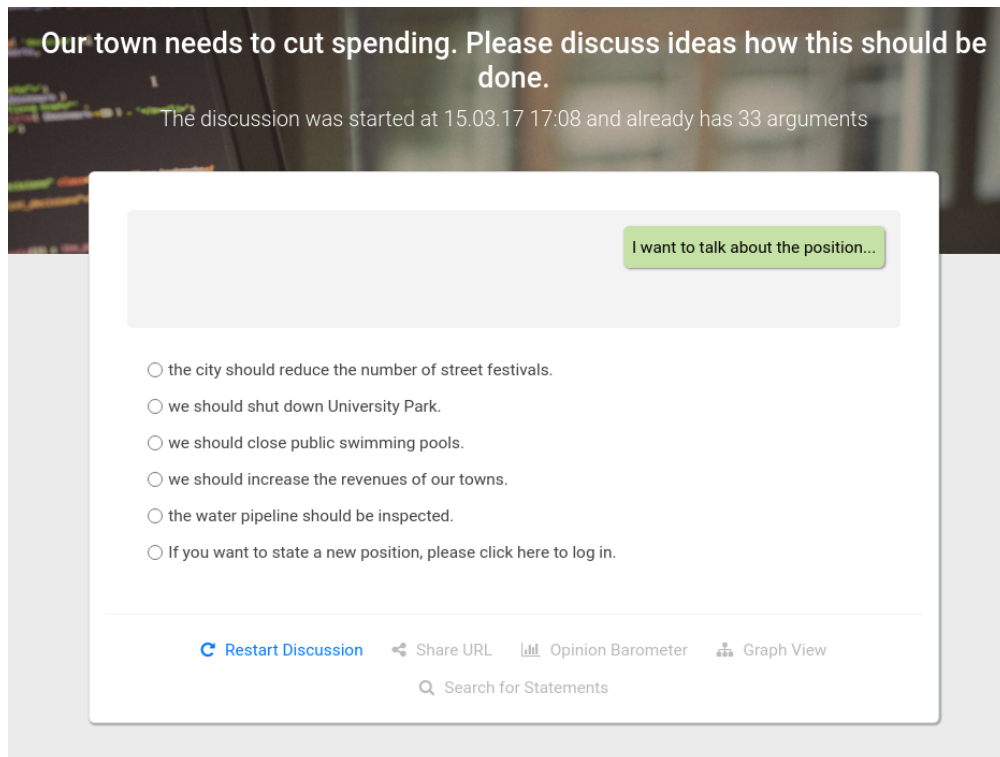 Our town needs to cut spending. Please discuss ideas how this should be
done.
The discussion was started at 15.03.17 17:08 and already has 33 arguments
I want to talk about the position...
the city should reduce the number of street festivals.
we should shut down University Park.
we should close public swimming pools.
we should increase the revenues of our towns.
the water pipeline should be inspected.
If you want to state a new position, please click here to log in.
Restart Discussion Share URL Opinion Barometer Graph View
Search for Statements